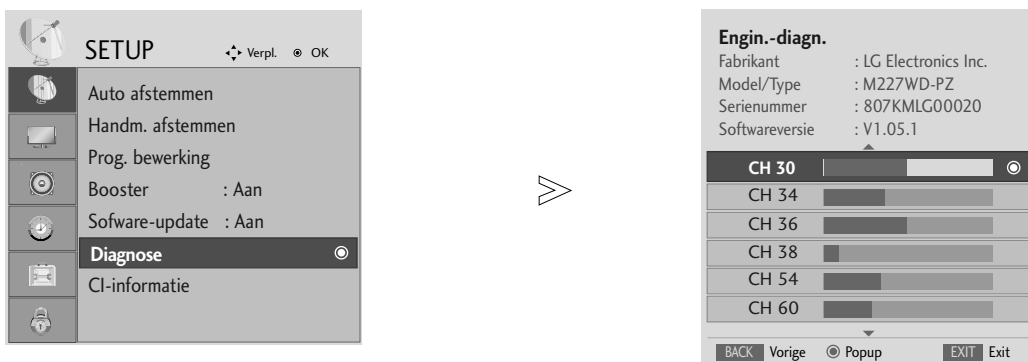 SETUP Verpl. OK
Auto afstemmen
Handm. afstemmen
Prog. bewerking
Booster : Aan
Sofware-update : Aan
Diagnose
CI-informatie
Engin.-diagn.
Fabrikant : LG Electronics Inc.
Model/Type : M227WD-PZ
Serienummer : 807KMLG00020
Softwareversie : V1.05.1
CH 30
CH 34
CH 36
CH 38
CH 54
CH 60
BACK Vorige Popup EXIT Exit